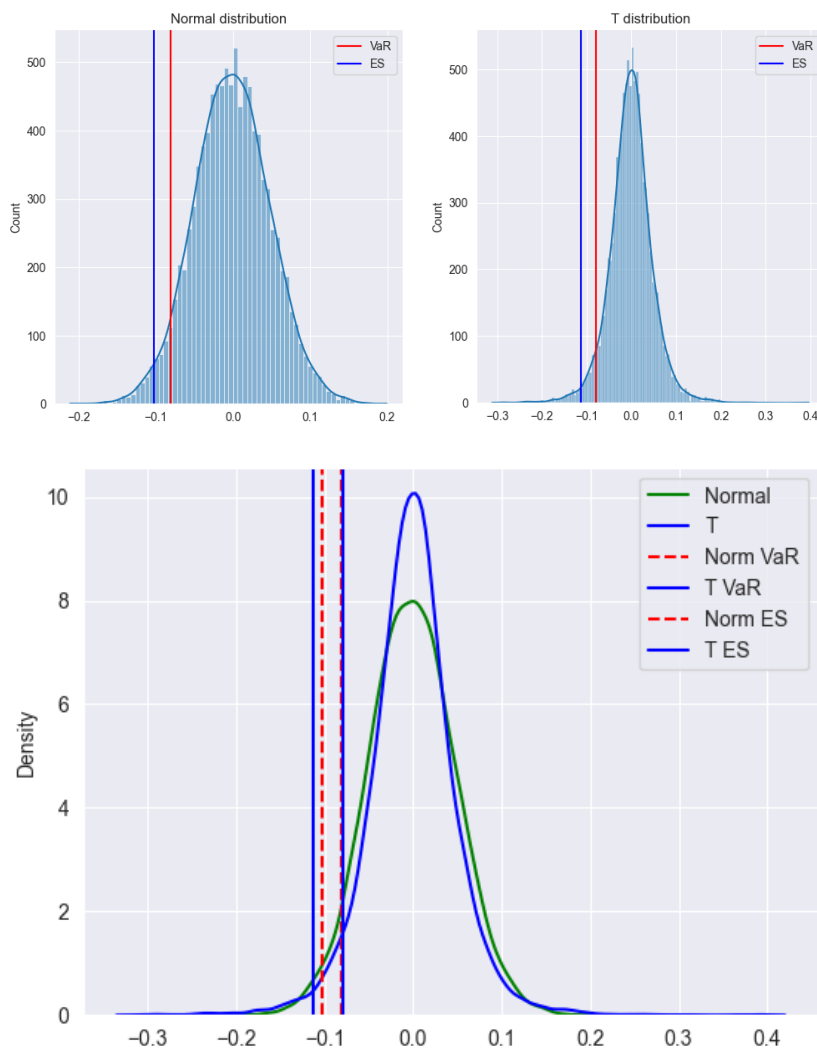 Normal distribution
VaR
ES
500
400
300
200
100
0
Count
−0.2
−0.1
0.0
0.1
0.2
T distribution
VaR
ES
500
400
300
200
100
0
Count
−0.3
−0.2
−0.1
0.0
0.1
0.2
0.3
0.4
Normal
T
Norm VaR
T VaR
Norm ES
T ES
10
8
6
4
2
0
Density
−0.3
−0.2
−0.1
0.0
0.1
0.2
0.3
0.4